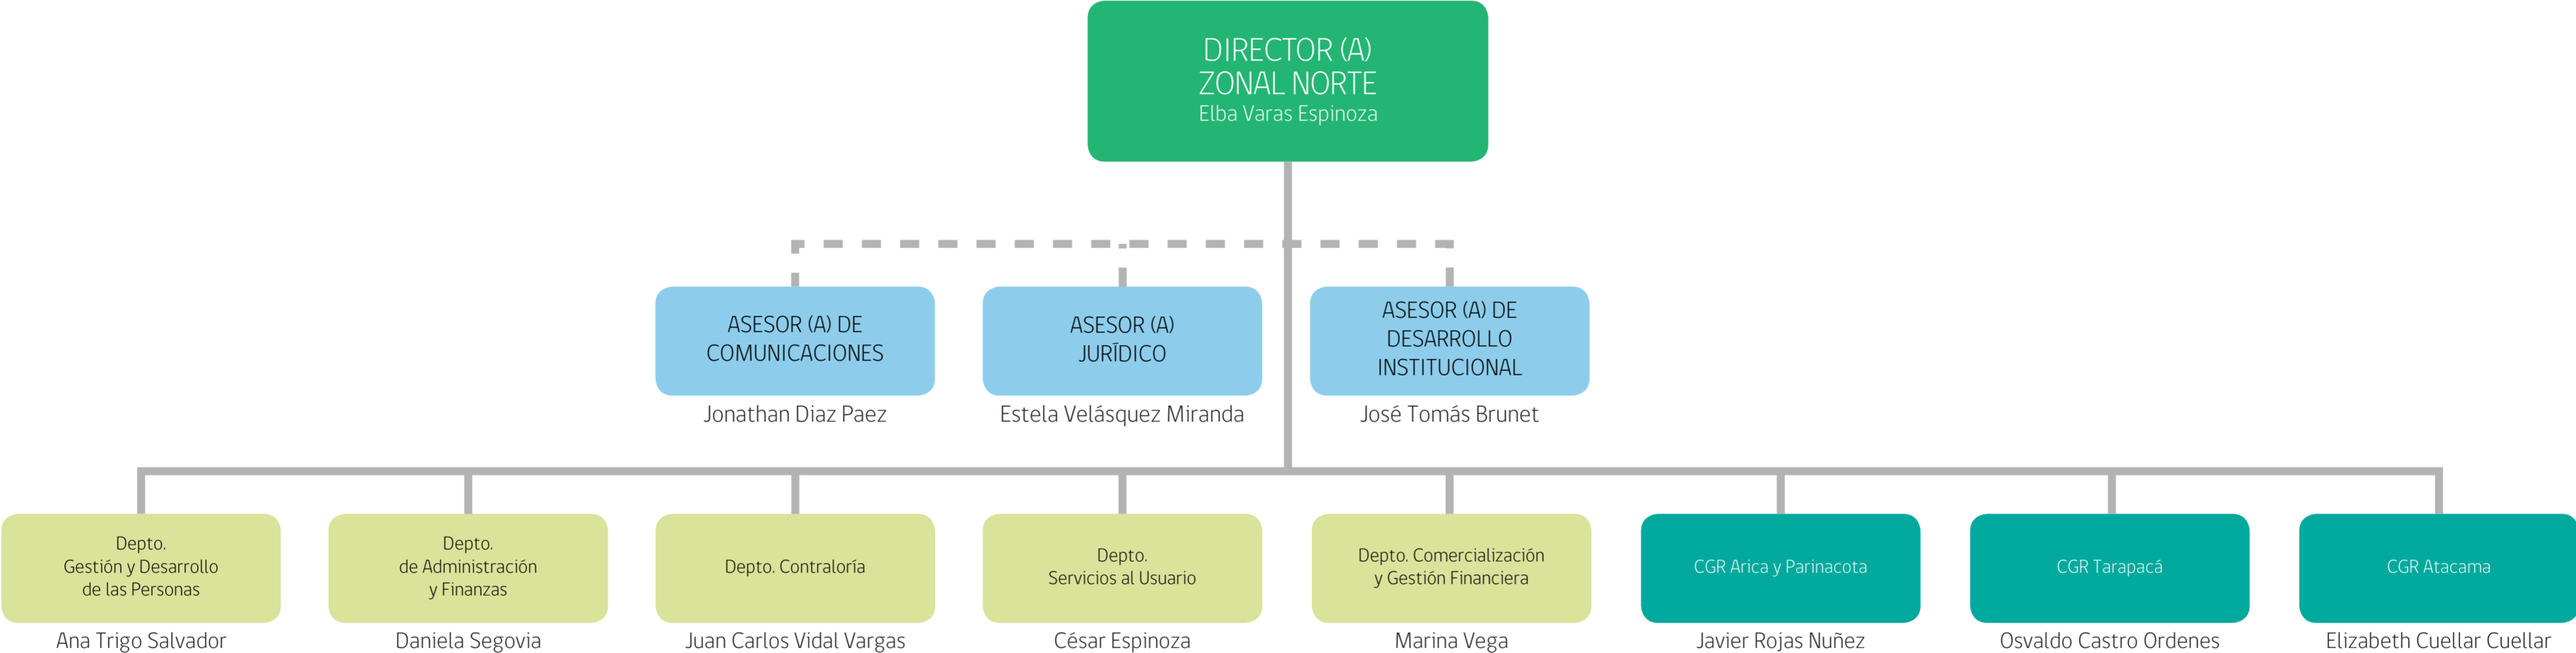 DIRECTOR (A)
ZONAL NORTE
Elba Varas Espinoza
ASESOR (A) DE
COMUNICACIONES
Jonathan Diaz Paez
ASESOR (A)
JURÍDICO
Estela Velásquez Miranda
ASESOR (A) DE
DESARROLLO
INSTITUCIONAL
José Tomás Brunet
Depto.
Gestión y Desarrollo
de las Personas
Ana Trigo Salvador
Depto.
de Administración
y Finanzas
Daniela Segovia
Depto. Contraloría
Juan Carlos Vidal Vargas
Depto.
Servicios al Usuario
César Espinoza
Depto. Comercialización
y Gestión Financiera
Marina Vega
CGR Arica y Parinacota
Javier Rojas Nuñez
CGR Tarapacá
Osvaldo Castro Ordenes
CGR Atacama
Elizabeth Cuellar Cuellar